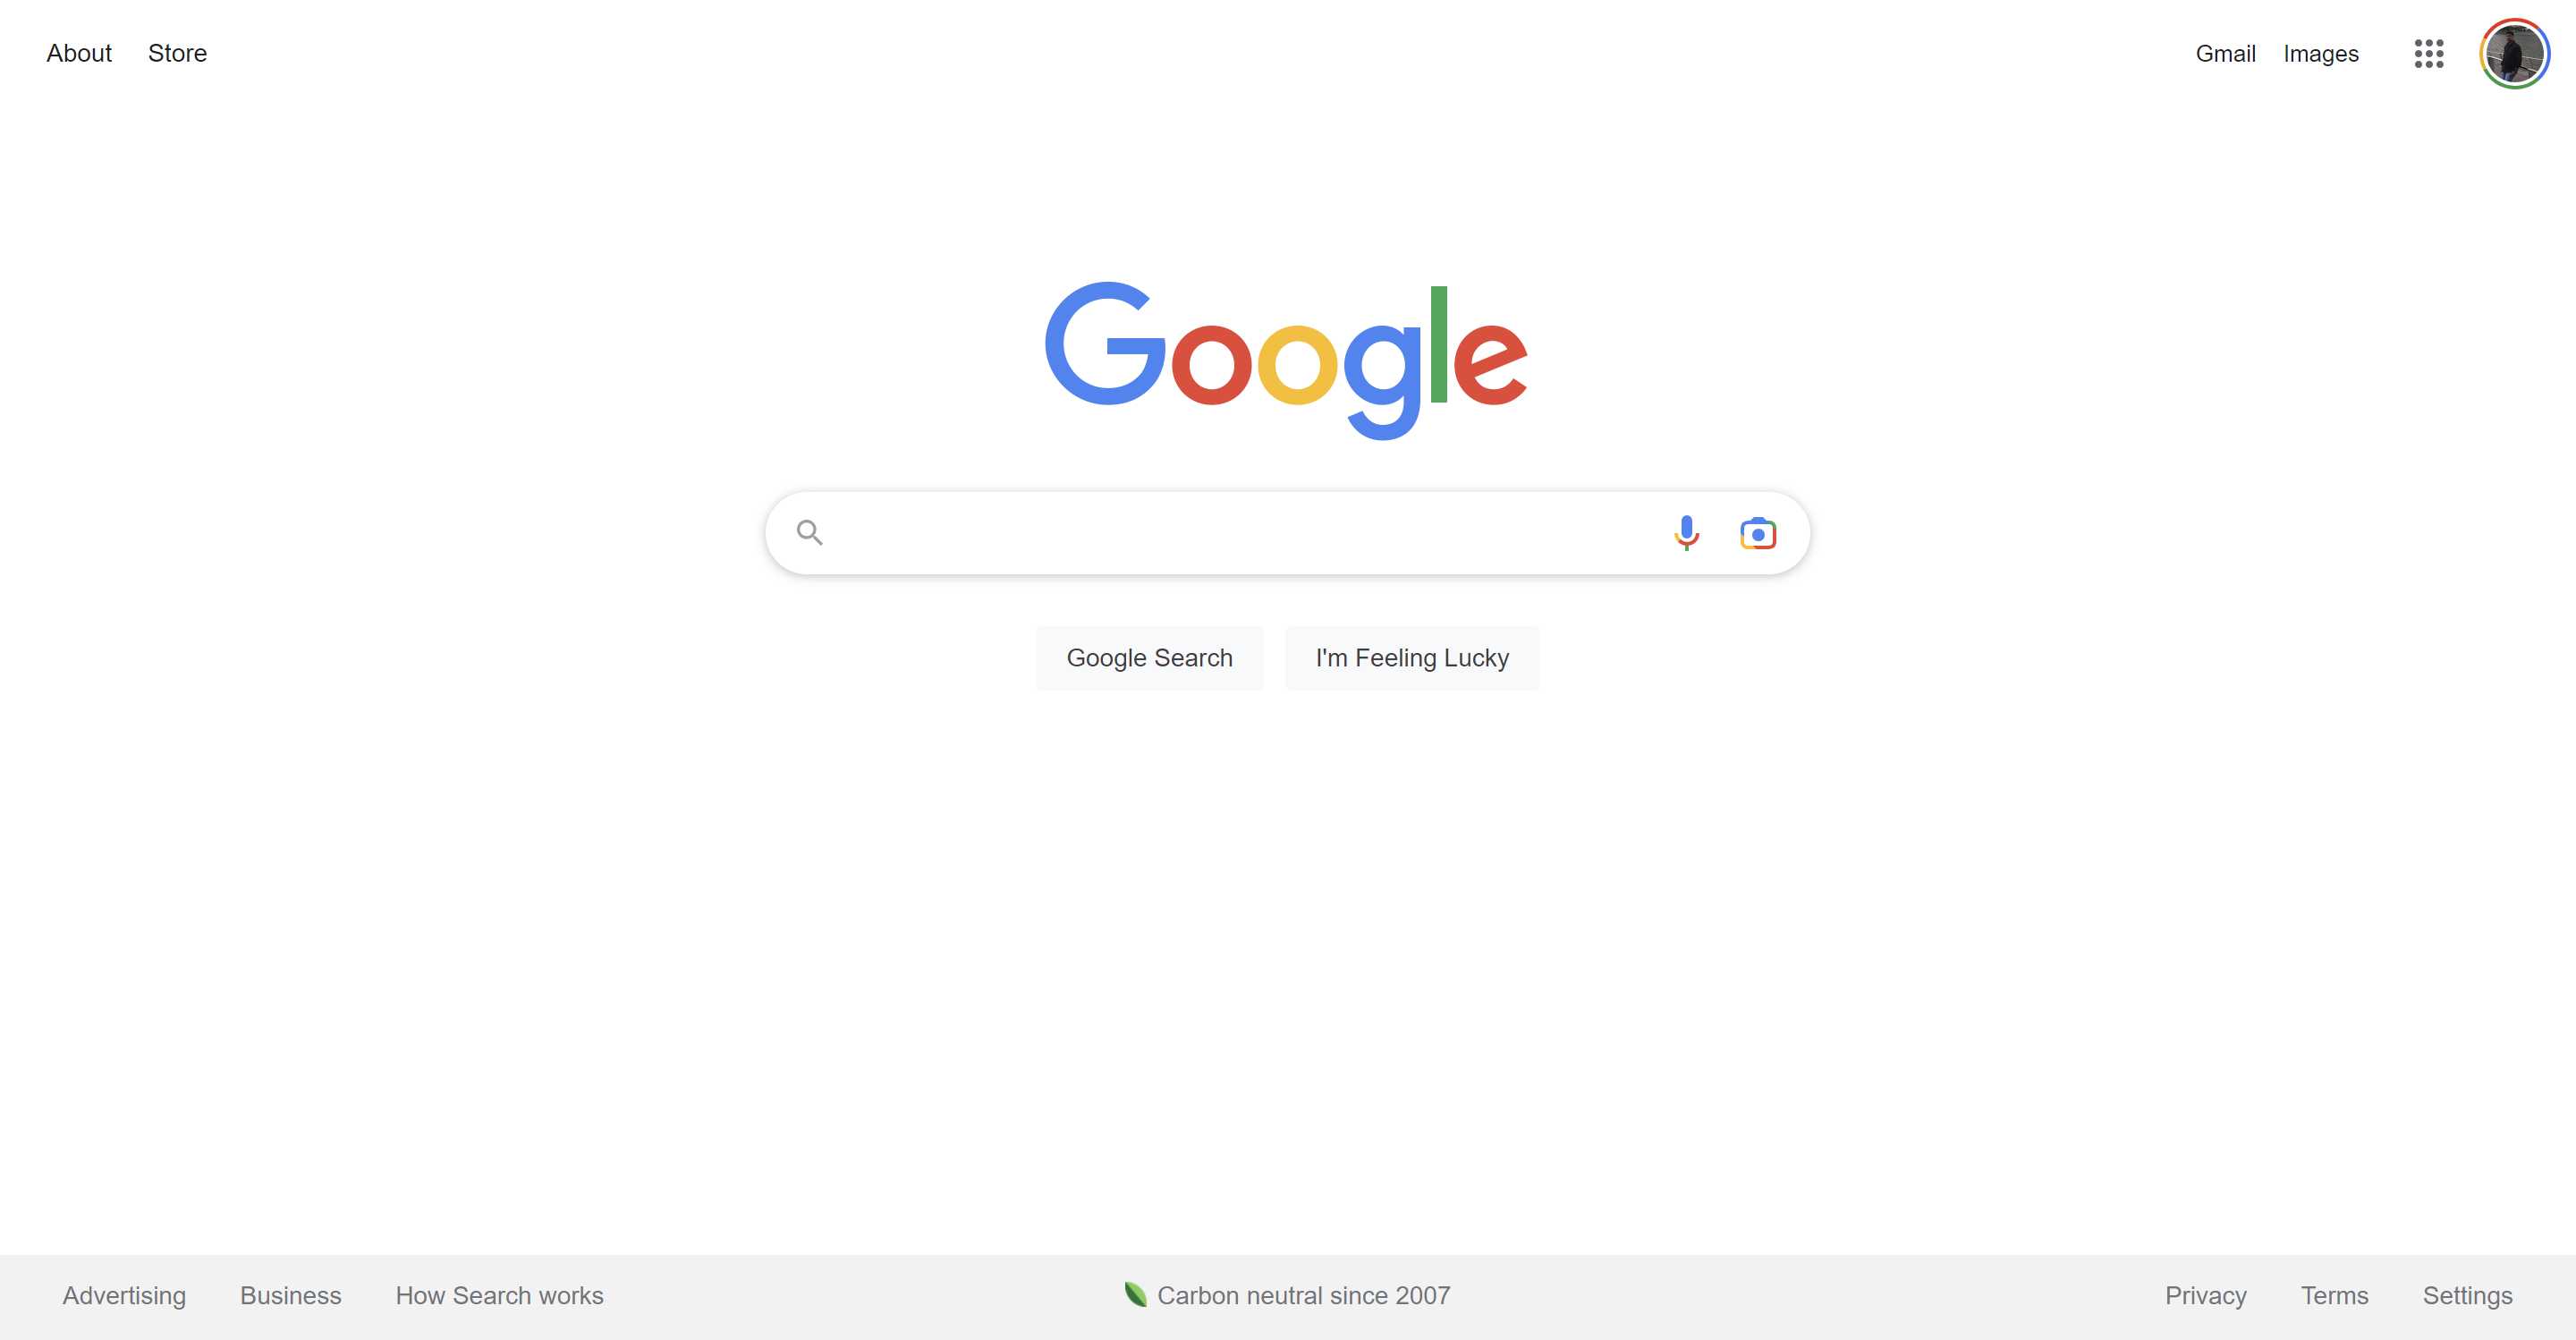 About Store Gmail Images
Google
Google Search I'm Feeling Lucky
Advertising Business How Search works Carbon neutral since 2007 Privacy Terms Settings